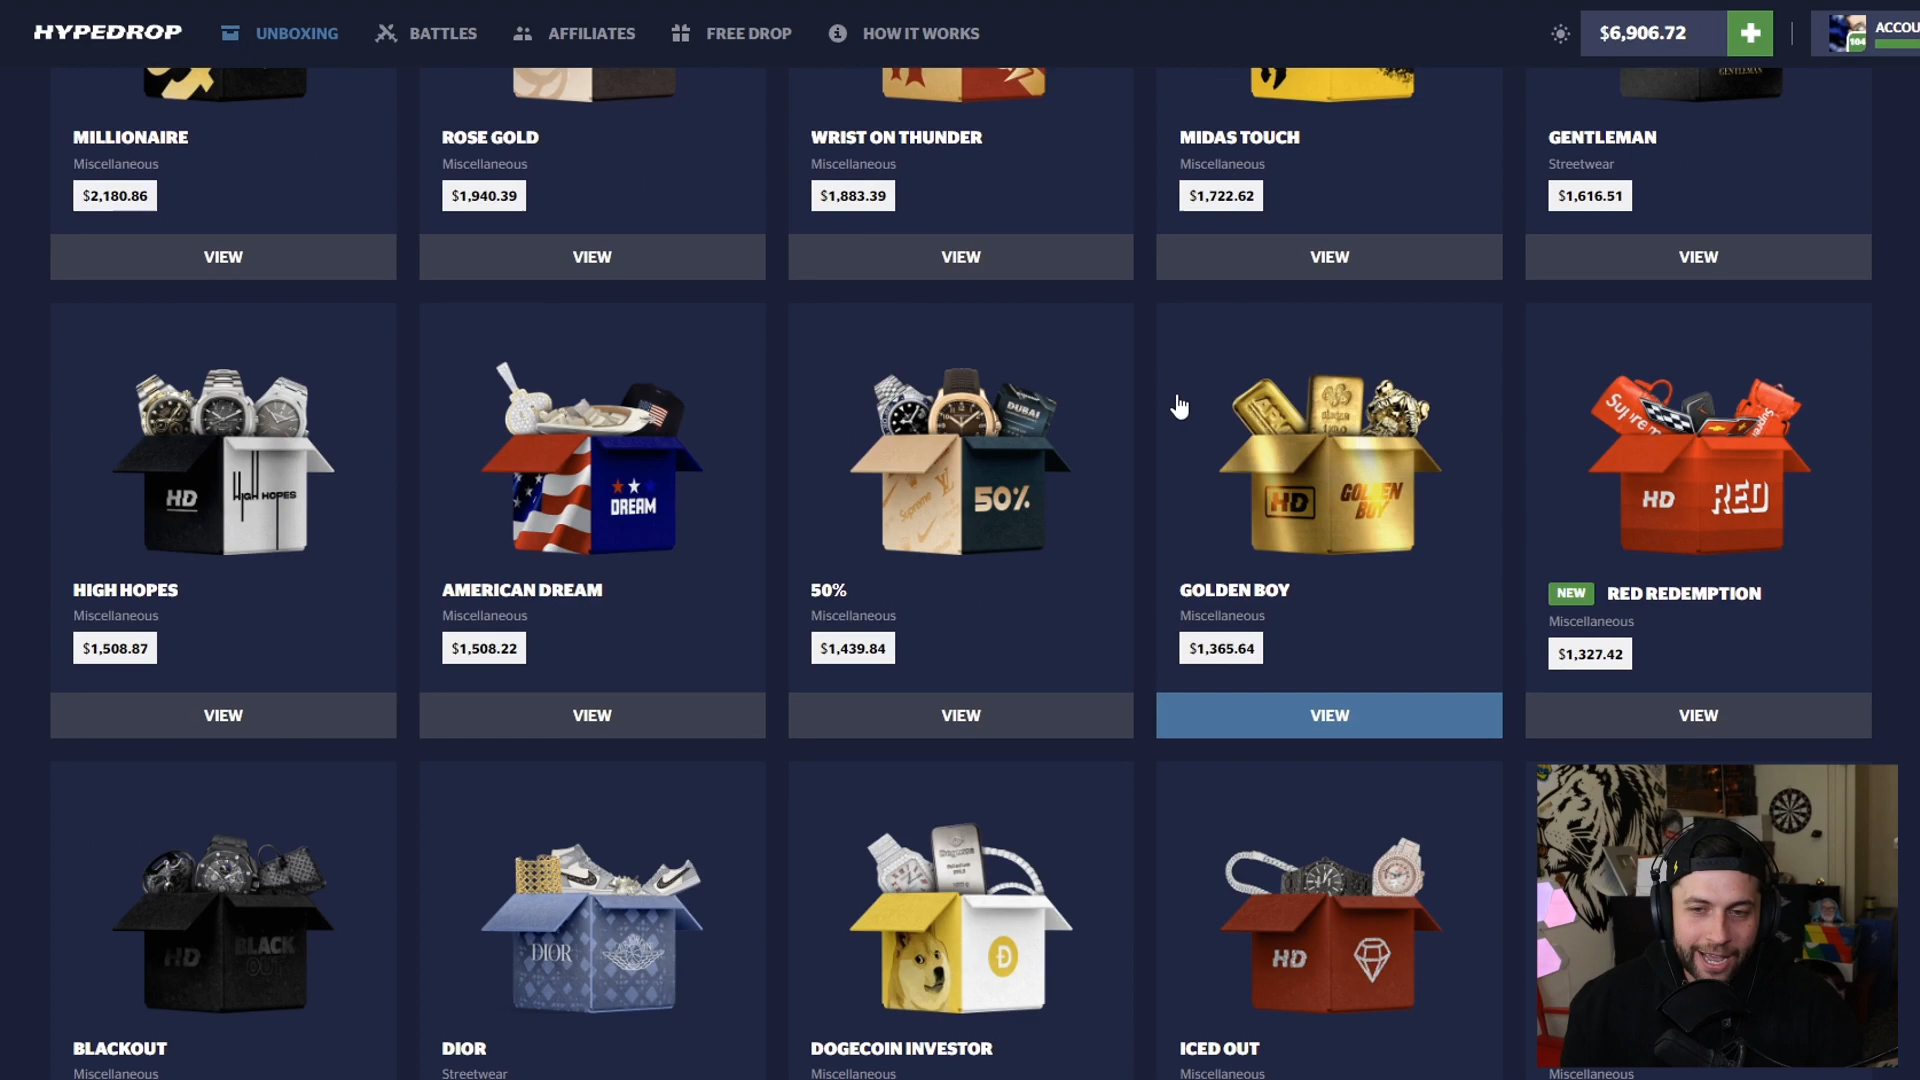 HYPEDROP UNBOXING BATTLES AFFILIATES FREE DROP HOW IT WORKS $6,906.72 104 ACCOU
GENTLEMAN
MILLIONAIRE
Miscellaneous
$2,180.86
VIEW
ROSE GOLD
Miscellaneous
$1,940.39
VIEW
WRIST ON THUNDER
Miscellaneous
$1,883.39
VIEW
MIDAS TOUCH
Miscellaneous
$1,722.62
VIEW
GENTLEMAN
Streetwear
$1,616.51
VIEW
HD HIGH HOPES
HIGH HOPES
Miscellaneous
$1,508.87
VIEW
DREAM
AMERICAN DREAM
Miscellaneous
$1,508.22
VIEW
DUBAI
Supreme LV
50%
50%
Miscellaneous
$1,439.84
VIEW
HD GOLDEN BOY
GOLDEN BOY
Miscellaneous
$1,365.64
VIEW
Supreme
HD RED
NEW RED REDEMPTION
Miscellaneous
$1,327.42
VIEW
HD BLACK OUT
BLACKOUT
Miscellaneous
DIOR
DIOR
Streetwear
Đ
DOGECOIN INVESTOR
Miscellaneous
HD
ICED OUT
Miscellaneous
Miscellaneous